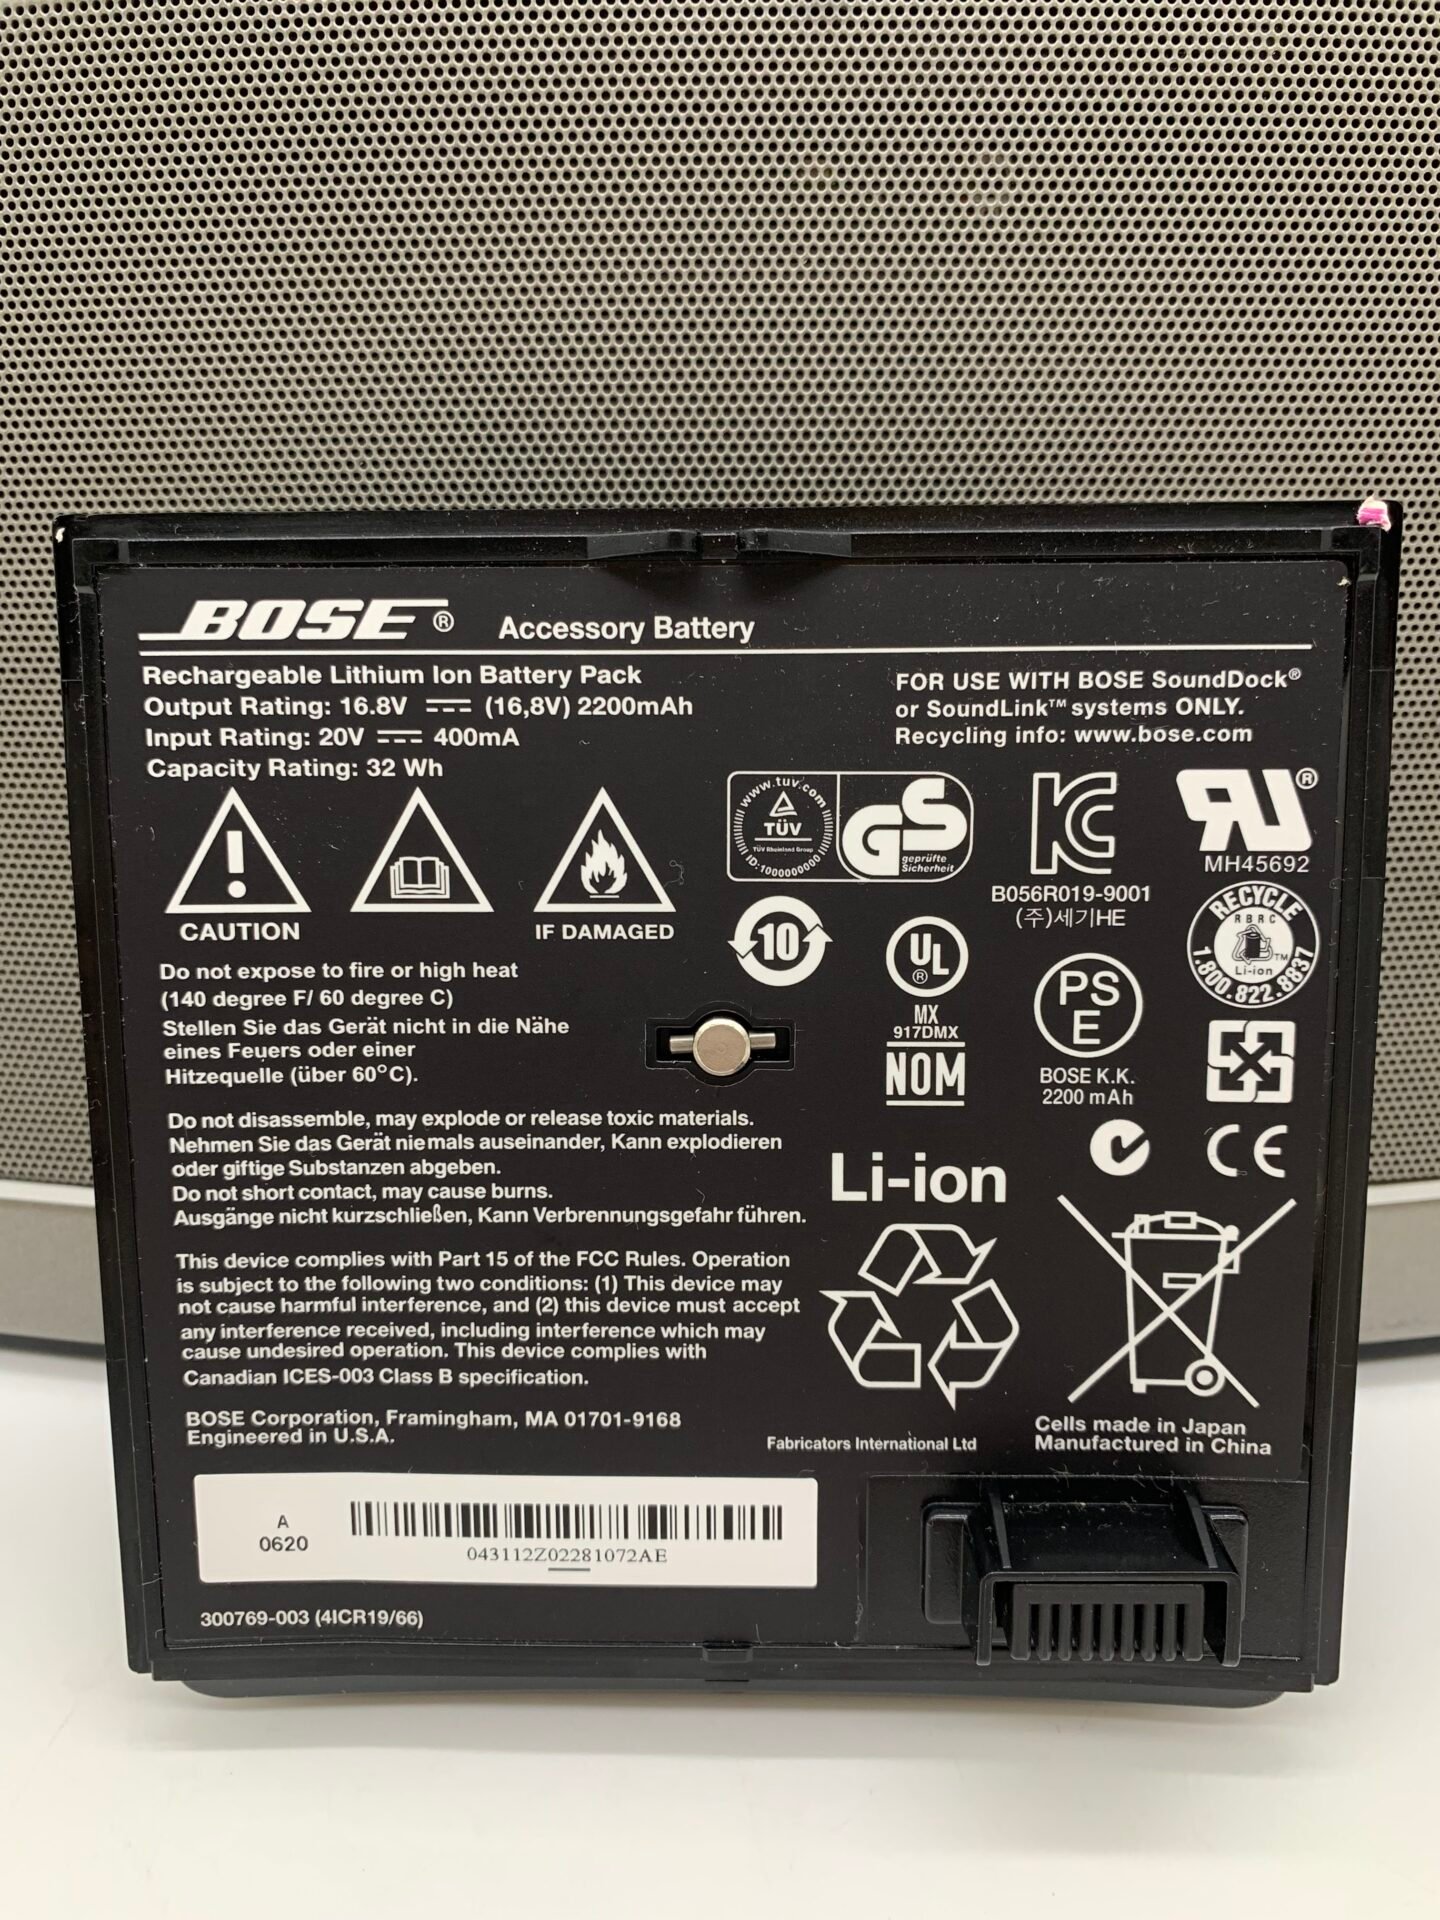 BOSE® Accessory Battery
Rechargeable Lithium Ion Battery Pack
Output Rating: 16.8V ⎓ (16,8V) 2200mAh
Input Rating: 20V ⎓ 400mA
Capacity Rating: 32 Wh
FOR USE WITH BOSE SoundDock®
or SoundLink™ systems ONLY.
Recycling info: www.bose.com
CAUTION
IF DAMAGED
www.tuv.com
TÜV
TÜV Rheinland Group
ID:1000000000
GS
geprüfte
Sicherheit
KC
B056R019-9001
(주)세기HE
RU®
MH45692
10
UL
®
MX
917DMX
NOM
PS
E
BOSE K.K.
2200 mAh
RECYCLE
RBRC
Li-ion
TM
1.800.822.8837
CE
Do not expose to fire or high heat
(140 degree F/ 60 degree C)
Stellen Sie das Gerät nicht in die Nähe
eines Feuers oder einer
Hitzequelle (über 60°C).
Do not disassemble, may explode or release toxic materials.
Nehmen Sie das Gerät niemals auseinander, Kann explodieren
oder giftige Substanzen abgeben.
Do not short contact, may cause burns.
Ausgänge nicht kurzschließen, Kann Verbrennungsgefahr führen.
Li-ion
This device complies with Part 15 of the FCC Rules. Operation
is subject to the following two conditions: (1) This device may
not cause harmful interference, and (2) this device must accept
any interference received, including interference which may
cause undesired operation. This device complies with
Canadian ICES-003 Class B specification.
BOSE Corporation, Framingham, MA 01701-9168
Engineered in U.S.A.
Fabricators International Ltd
Cells made in Japan
Manufactured in China
A
0620
043112Z02281072AE
300769-003 (4ICR19/66)